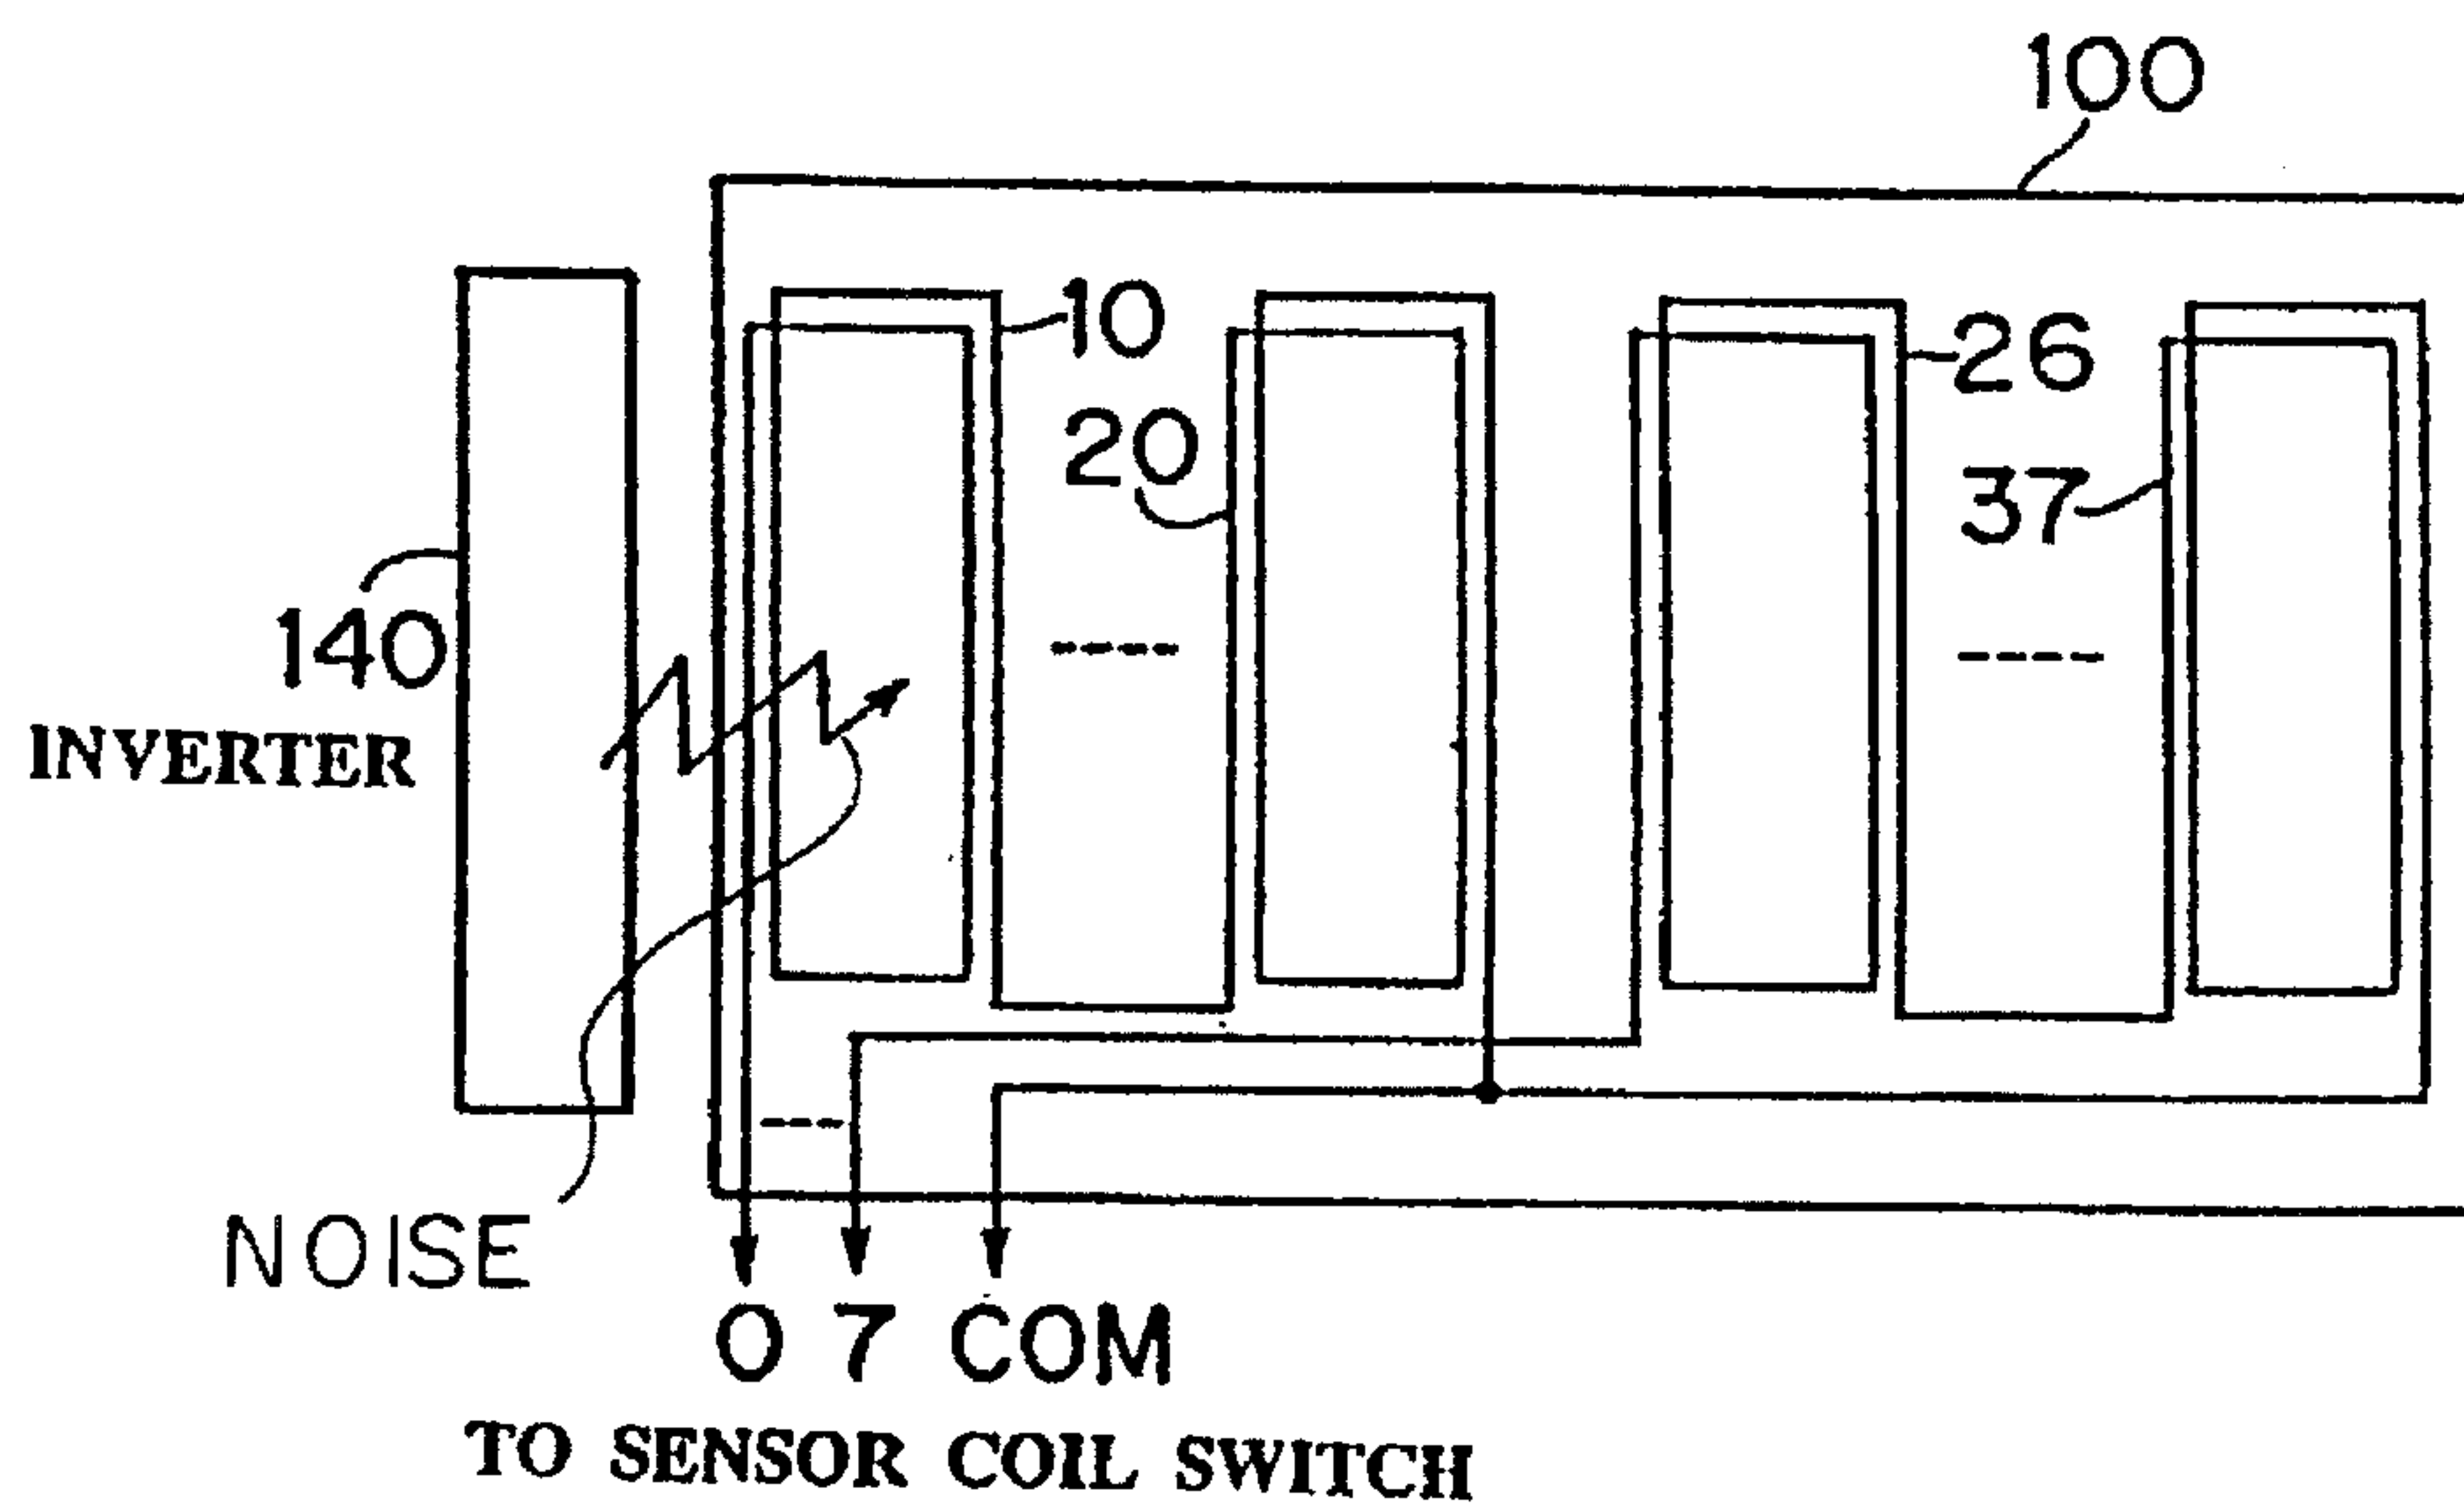 100
10
26
20
37
140
INVERTER
NOISE
0 7 COM
TO SENSOR COIL SWITCH